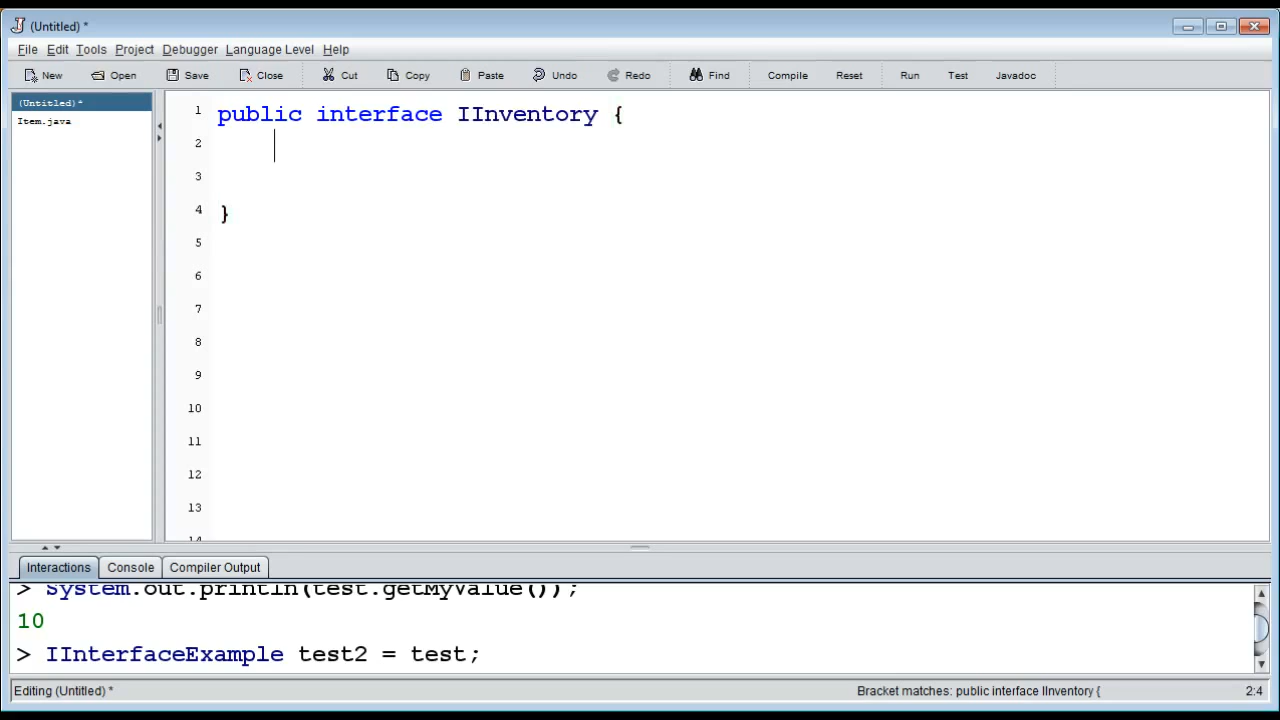 (Untitled) *
File Edit Tools Project Debugger Language Level Help
New Open Save Close Cut Copy Paste Undo Redo Find Compile Reset Run Test Javadoc
(Untitled)*
Item.java
1 public interface IInventory {
2
3
4 }
5
6
7
8
9
10
11
12
13
14
Interactions Console Compiler Output
> System.out.println(test.getMyValue());
10
> IInterfaceExample test2 = test;
Editing (Untitled) * Bracket matches: public interface IInventory { 2:4